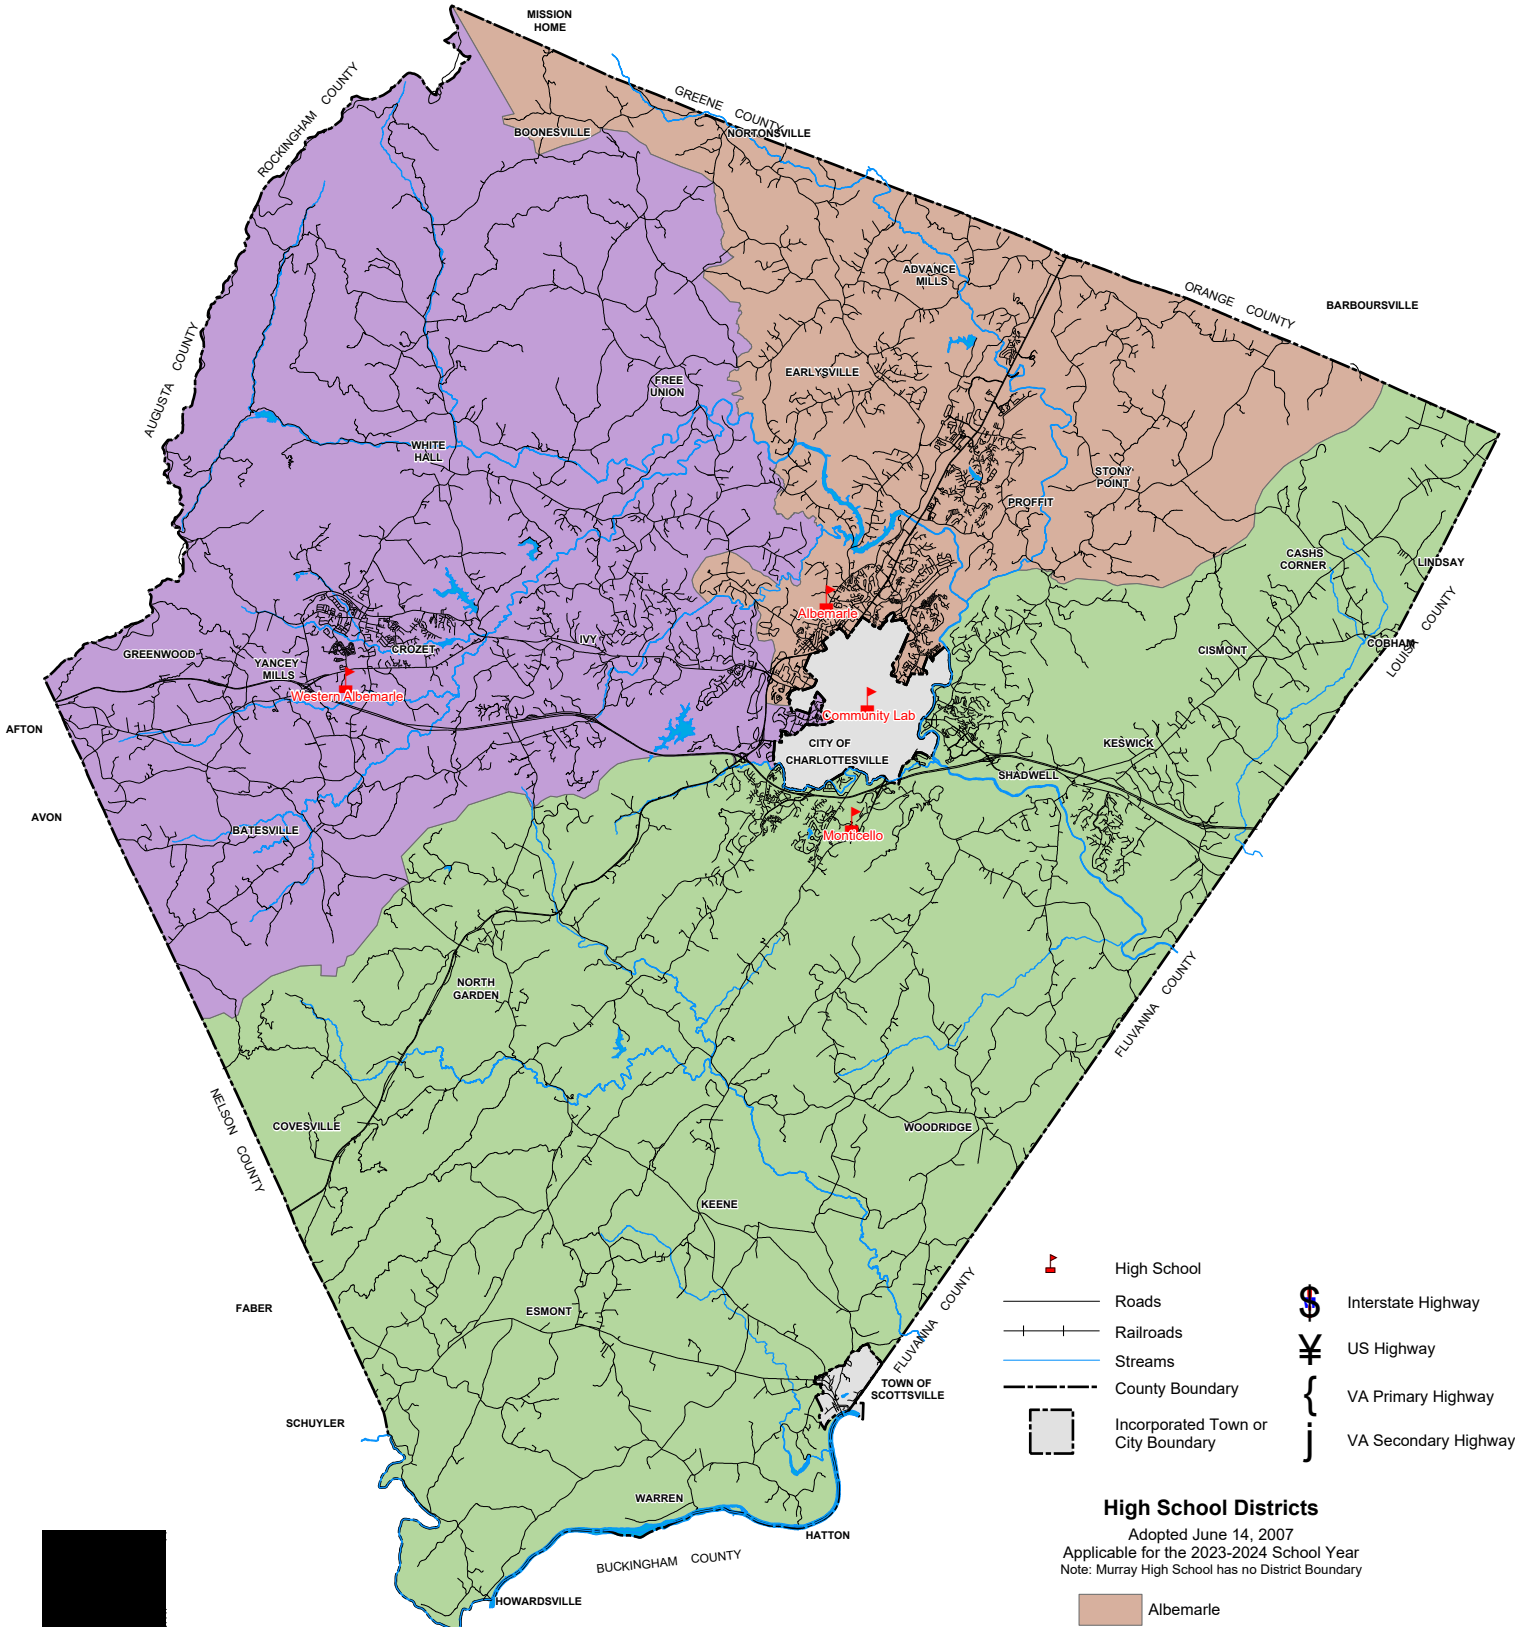 MISSION
HOME
GREENE COUNTY
ROCKINGHAM COUNTY
BOONESVILLE
NORTONSVILLE
ADVANCE
MILLS
ORANGE COUNTY
BARBOURSVILLE
AUGUSTA COUNTY
FREE
UNION
EARLYSVILLE
WHITE
HALL
STONY
POINT
PROFFIT
CASHS
CORNER
LINDSAY
Albemarle
LOUISA COUNTY
COBHAM
CISMONT
IVY
CROZET
GREENWOOD
YANCEY
MILLS
Western Albemarle
Community Lab
AFTON
CITY OF
CHARLOTTESVILLE
KESWICK
SHADWELL
AVON
BATESVILLE
Monticello
NORTH
GARDEN
FLUVANNA COUNTY
NELSON COUNTY
COVESVILLE
WOODRIDGE
KEENE
FABER
ESMONT
FLUVANNA COUNTY
TOWN OF
SCOTTSVILLE
SCHUYLER
WARREN
HATTON
BUCKINGHAM COUNTY
HOWARDSVILLE
High School
Roads
Railroads
Streams
County Boundary
Incorporated Town or
City Boundary
$ Interstate Highway
¥ US Highway
{ VA Primary Highway
j VA Secondary Highway
High School Districts
Adopted June 14, 2007
Applicable for the 2023-2024 School Year
Note: Murray High School has no District Boundary
Albemarle